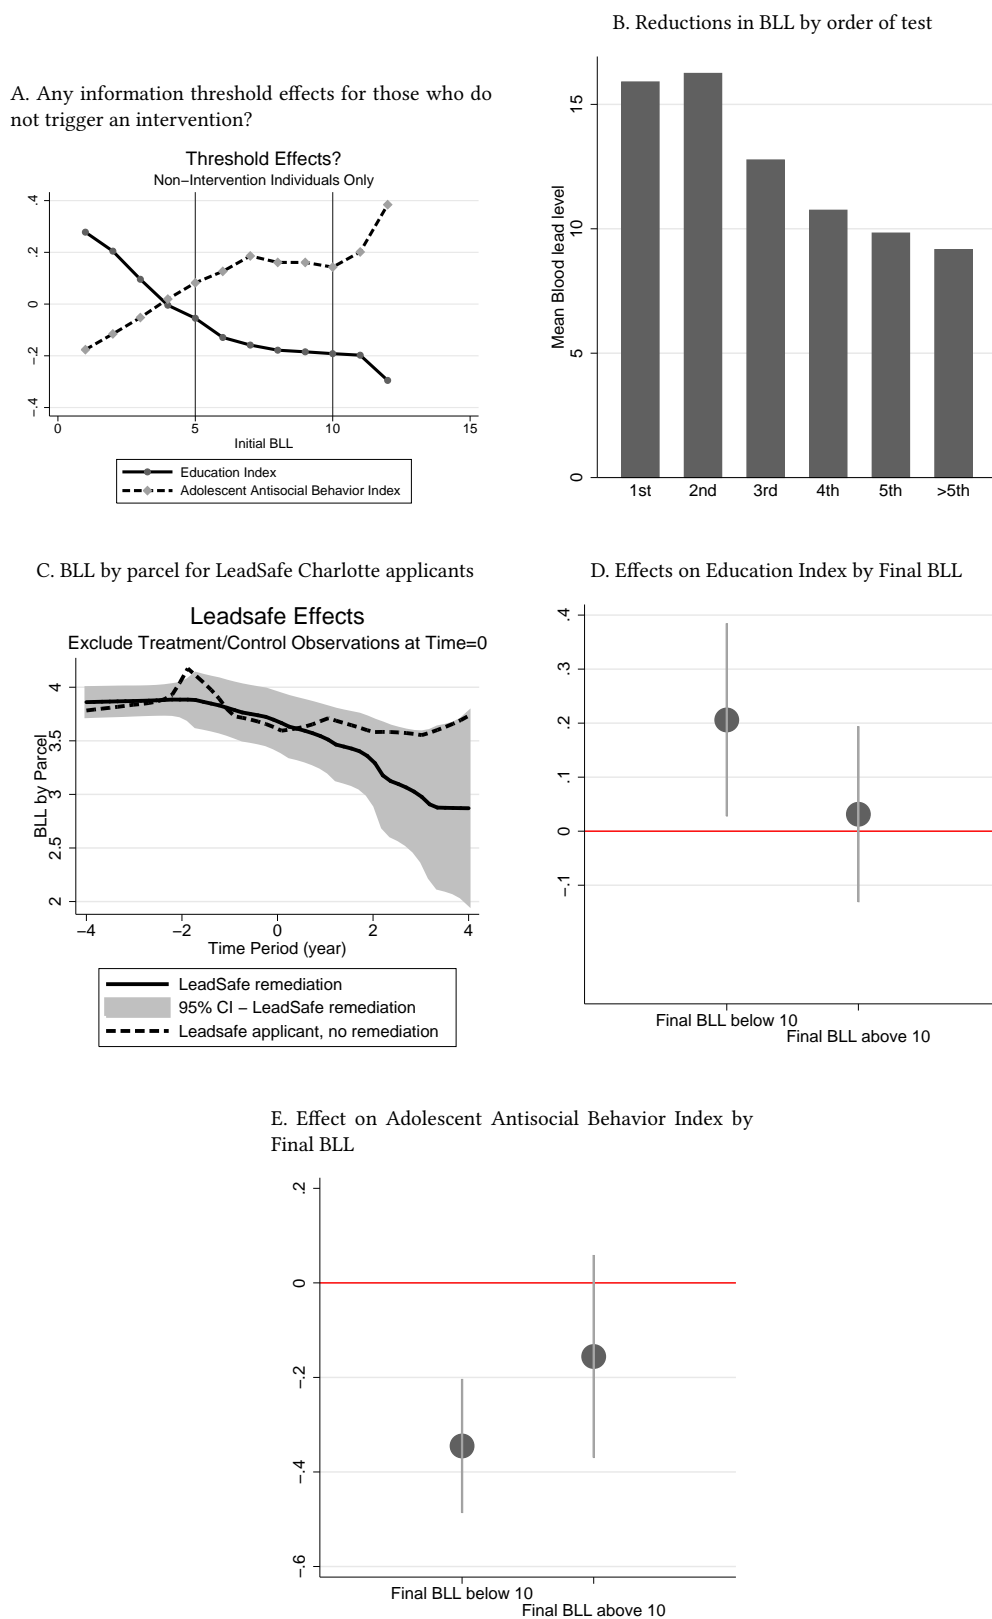 B. Reductions in BLL by order of test
A. Any information threshold effects for those who do
not trigger an intervention?
Threshold Effects?
Non−Intervention Individuals Only
.4
.2
0
−.2
−.4
0
5
10
15
Initial BLL
Education Index
Adolescent Antisocial Behavior Index
Mean Blood lead level
15
10
5
0
1st
2nd
3rd
4th
5th
>5th
C. BLL by parcel for LeadSafe Charlotte applicants
Leadsafe Effects
Exclude Treatment/Control Observations at Time=0
BLL by Parcel
4
3.5
3
2.5
2
−4
−2
0
2
4
Time Period (year)
LeadSafe remediation
95% CI − LeadSafe remediation
Leadsafe applicant, no remediation
D. Effects on Education Index by Final BLL
.4
.3
.2
.1
0
−.1
Final BLL below 10
Final BLL above 10
E. Effect on Adolescent Antisocial Behavior Index by
Final BLL
.2
0
−.2
−.4
−.6
Final BLL below 10
Final BLL above 10